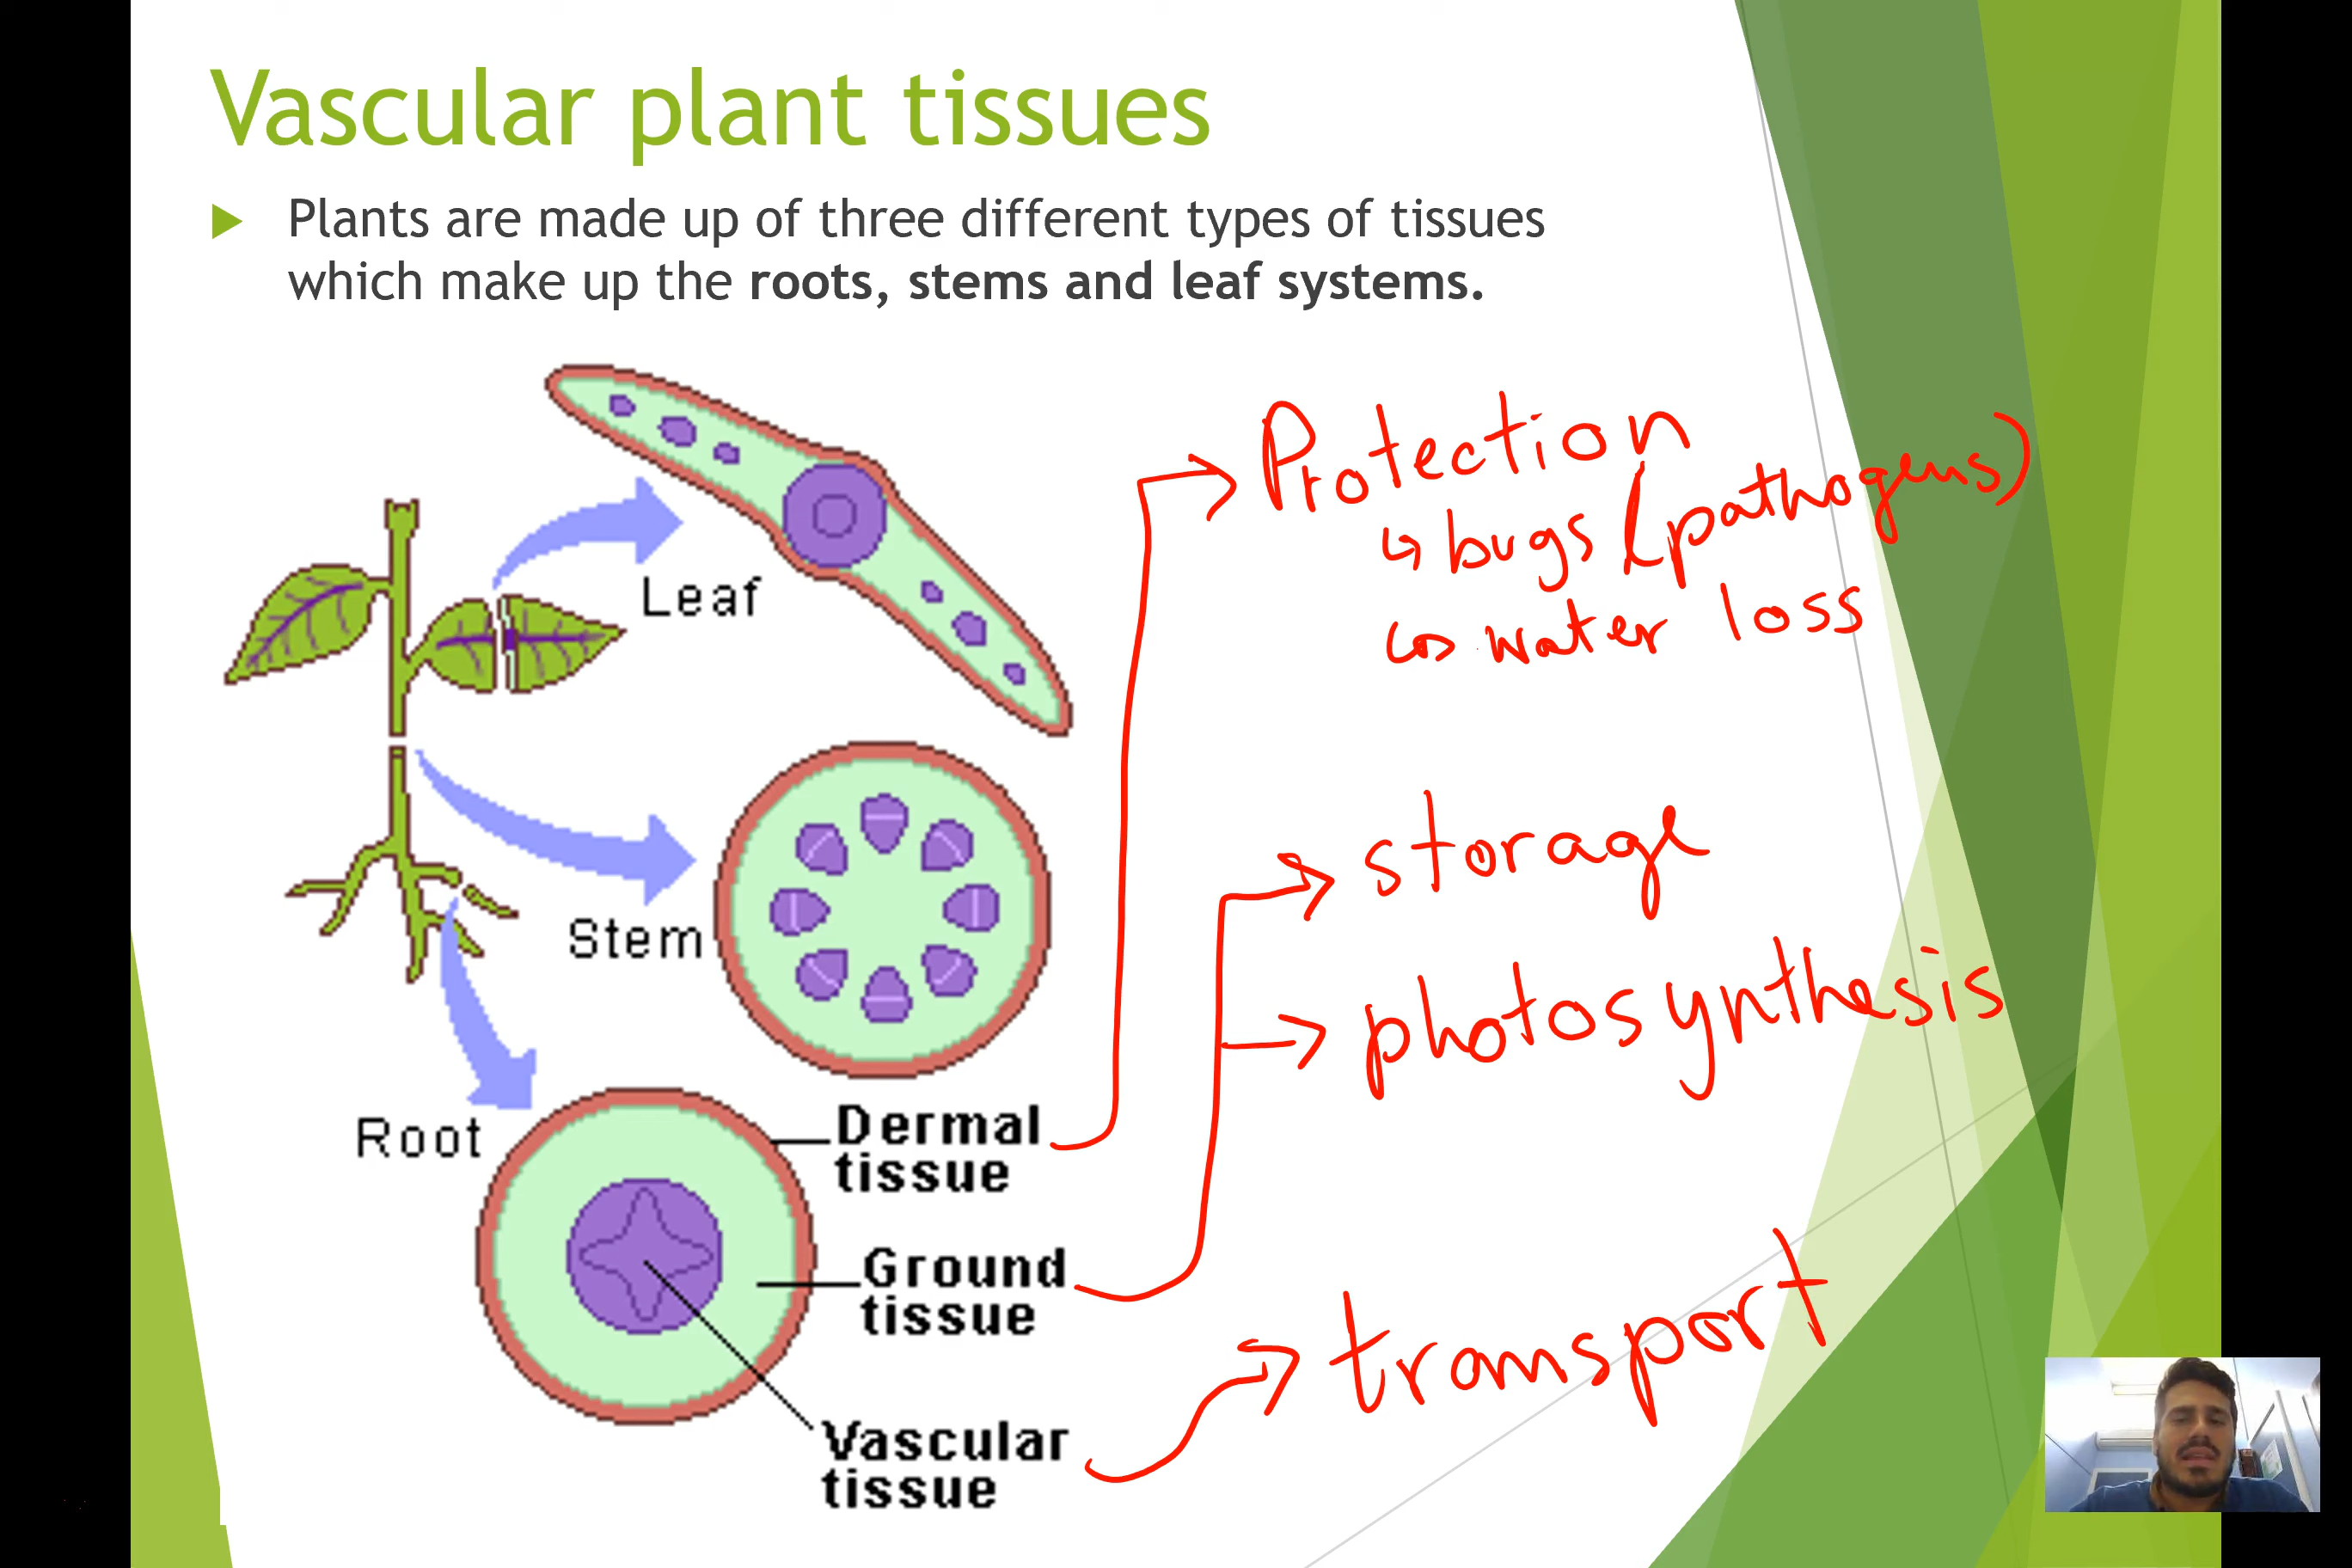 Vascular plant tissues
Plants are made up of three different types of tissues
which make up the roots, stems and leaf systems.
Leaf
Stem
Root
Dermal
tissue
Ground
tissue
Vascular
tissue
Protection
bugs (pathogens)
water loss
storage
photosynthesis
transport